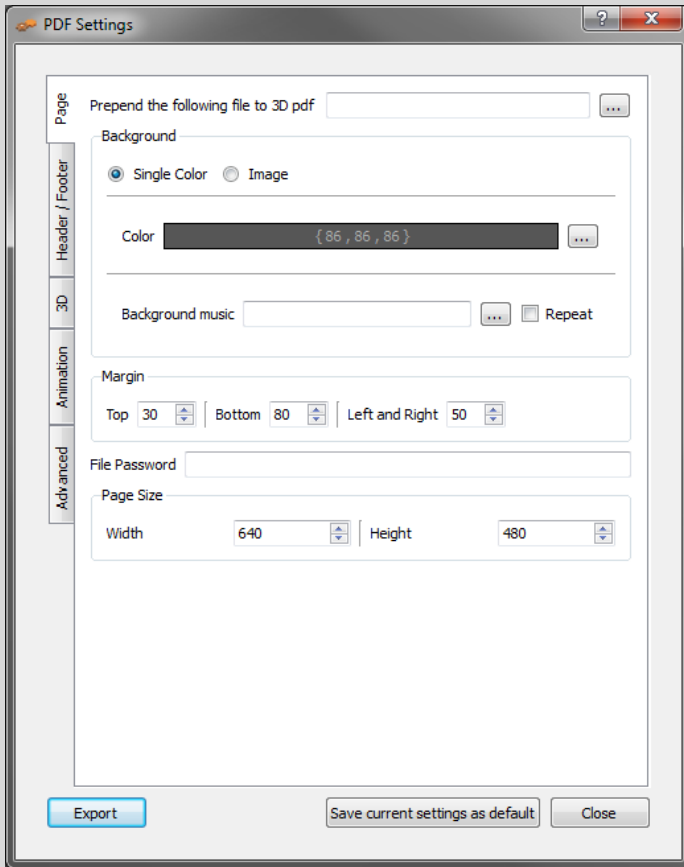 PDF Settings
Page
Header / Footer
3D
Animation
Advanced
Prepend the following file to 3D pdf ...
Background
Single Color Image
Color {86,86,86} ...
Background music ... Repeat
Margin
Top 30 Bottom 80 Left and Right 50
File Password
Page Size
Width 640 Height 480
Export Save current settings as default Close